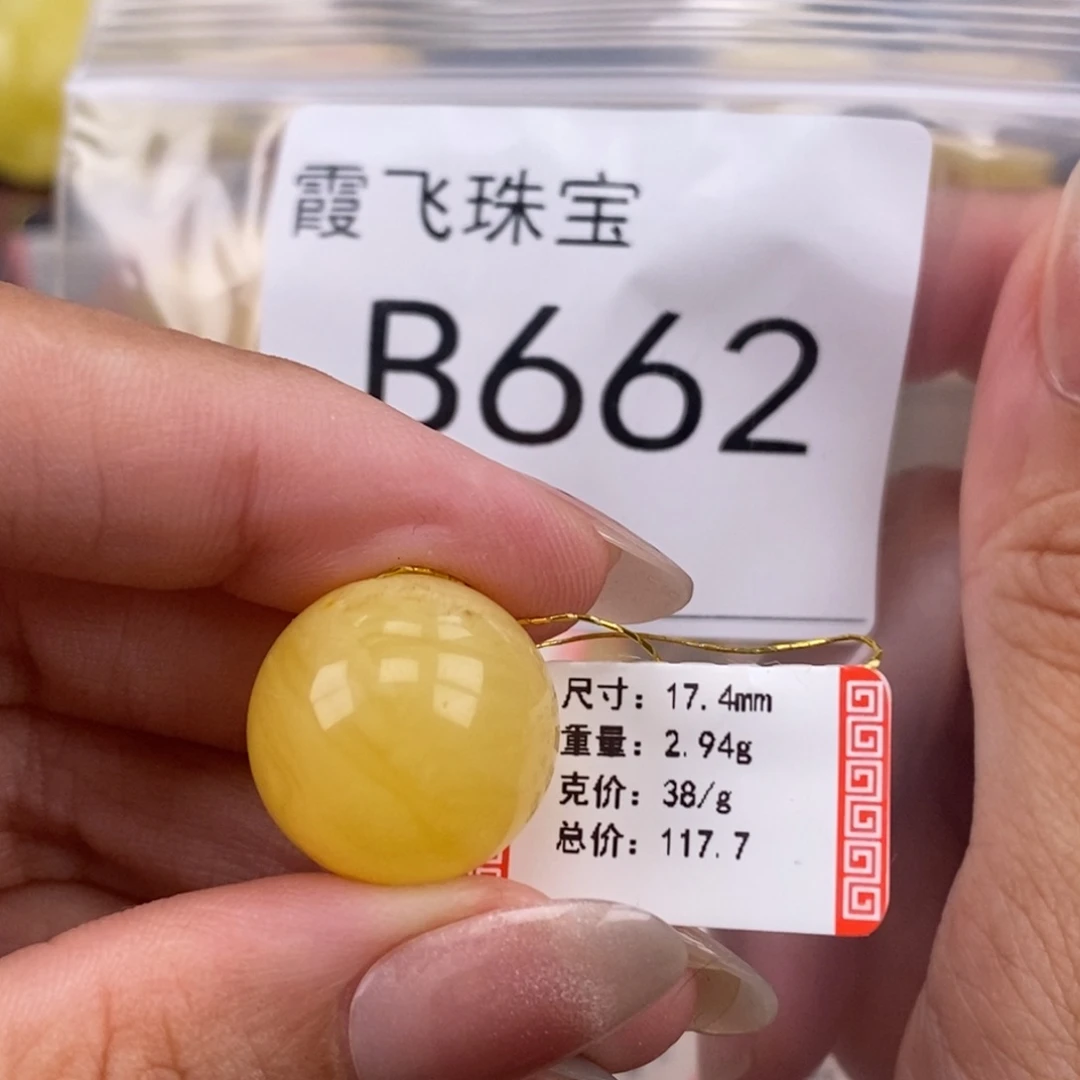 霞飞珠宝
B662
尺寸：17.4mm
重量：2.94g
克价：38/g
总价：117.7